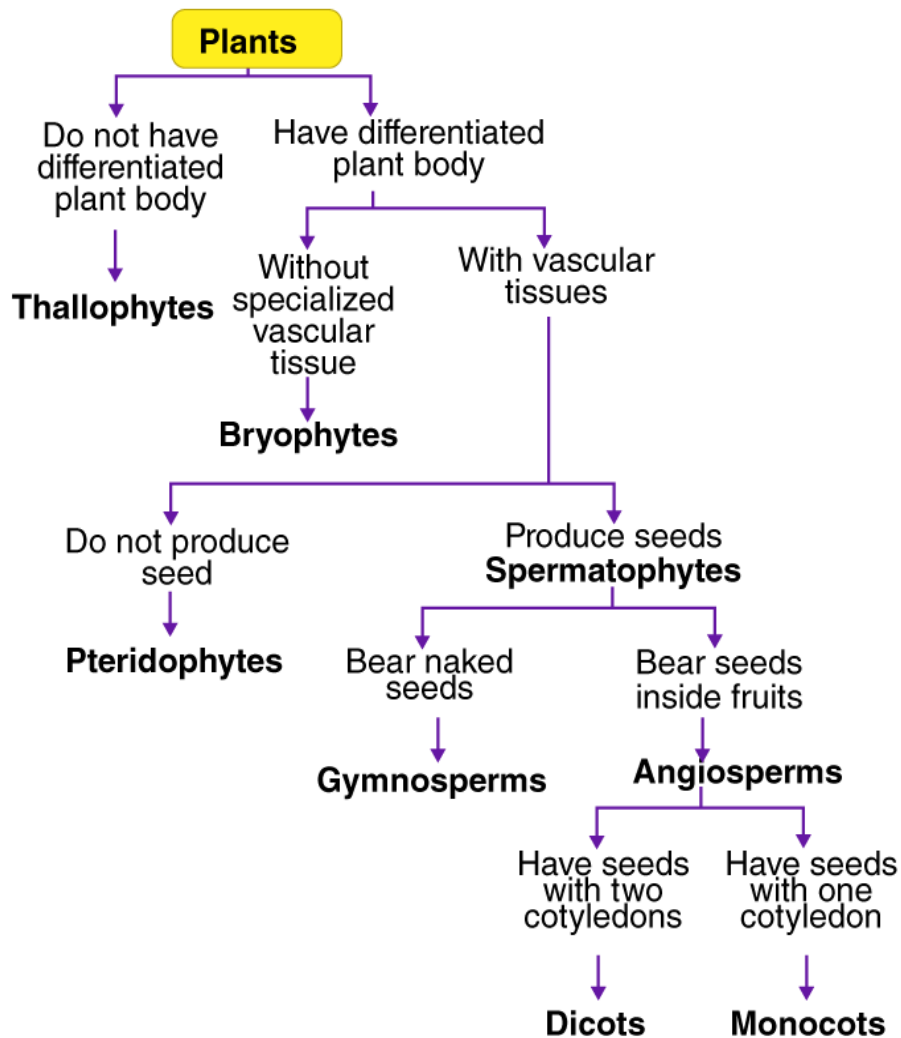 Plants
Do not have
differentiated
plant body
Have differentiated
plant body
Thallophytes
Without
specialized
vascular
tissue
With vascular
tissues
Bryophytes
Do not produce
seed
Produce seeds
Spermatophytes
Pteridophytes
Bear naked
seeds
Bear seeds
inside fruits
Gymnosperms
Angiosperms
Have seeds
with two
cotyledons
Have seeds
with one
cotyledon
Dicots
Monocots